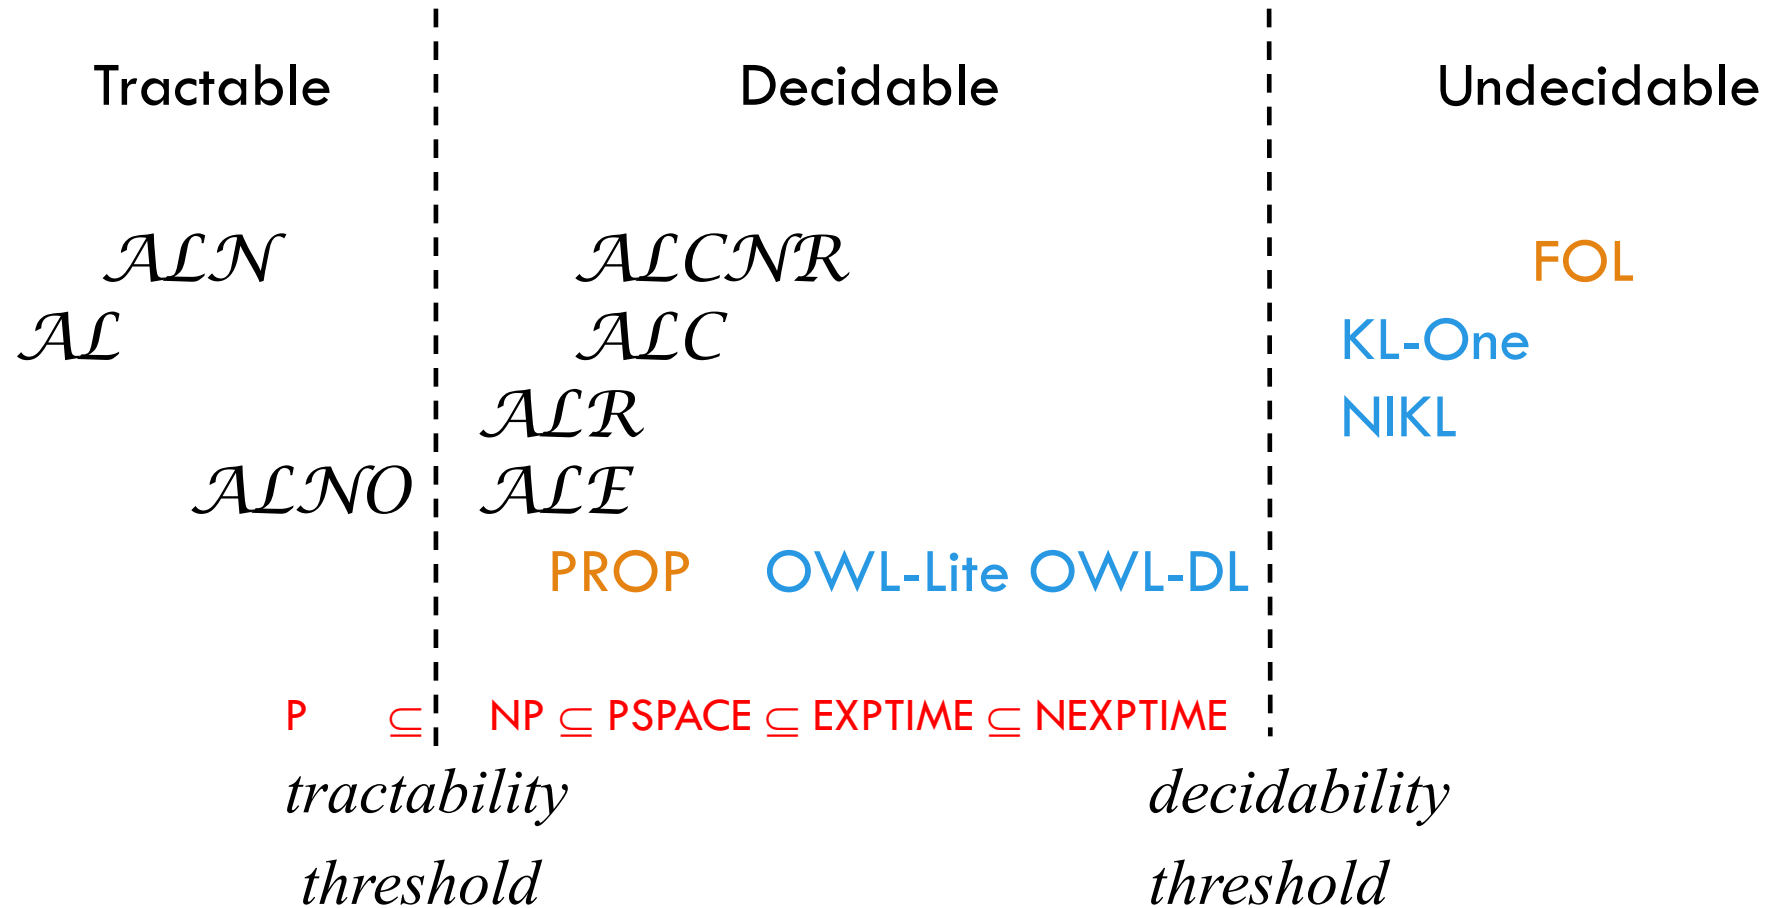 Tractable Decidable Undecidable
ALN ALCNR FOL
AL ALC KL-One
ALR NIKL
ALNO ALE
PROP OWL-Lite OWL-DL
P ⊆ NP ⊆ PSPACE ⊆ EXPTIME ⊆ NEXPTIME
tractability decidability
threshold threshold